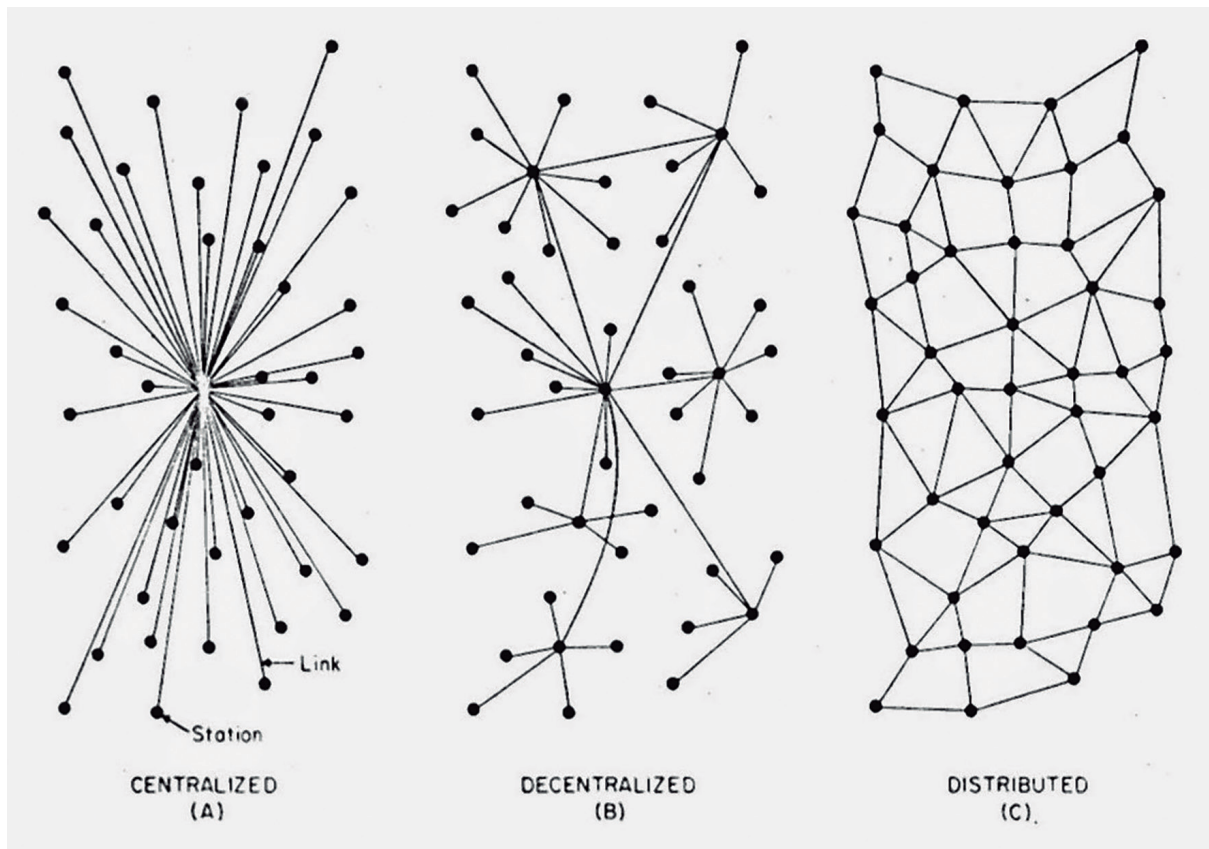 Link
Station
CENTRALIZED
(A)
DECENTRALIZED
(B)
DISTRIBUTED
(C).